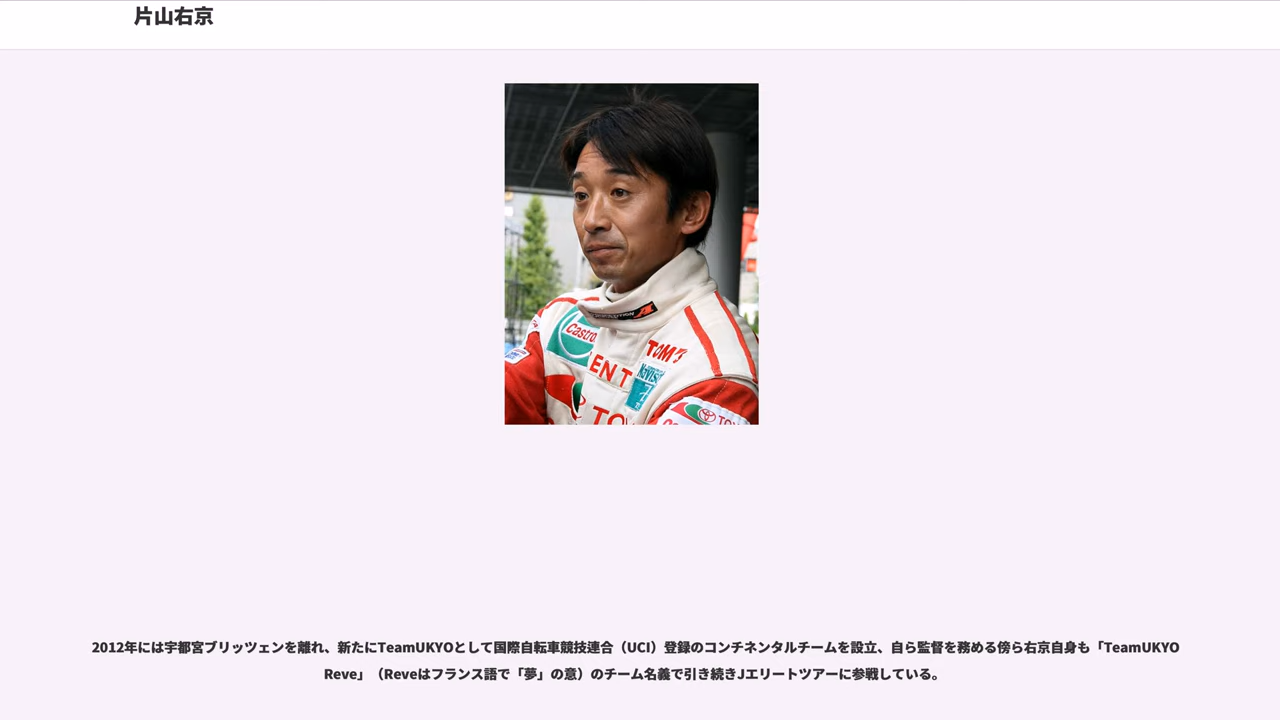 片山右京
Castro
TOM'S
ENT
2012年には宇都宮ブリッツェンを離れ、新たにTeamUKYOとして国際自転車競技連合（UCI）登録のコンチネンタルチームを設立、自ら監督を務める傍ら右京自身も「TeamUKYO
Reve」（Reveはフランス語で「夢」の意）のチーム名義で引き続きJエリートツアーに参戦している。